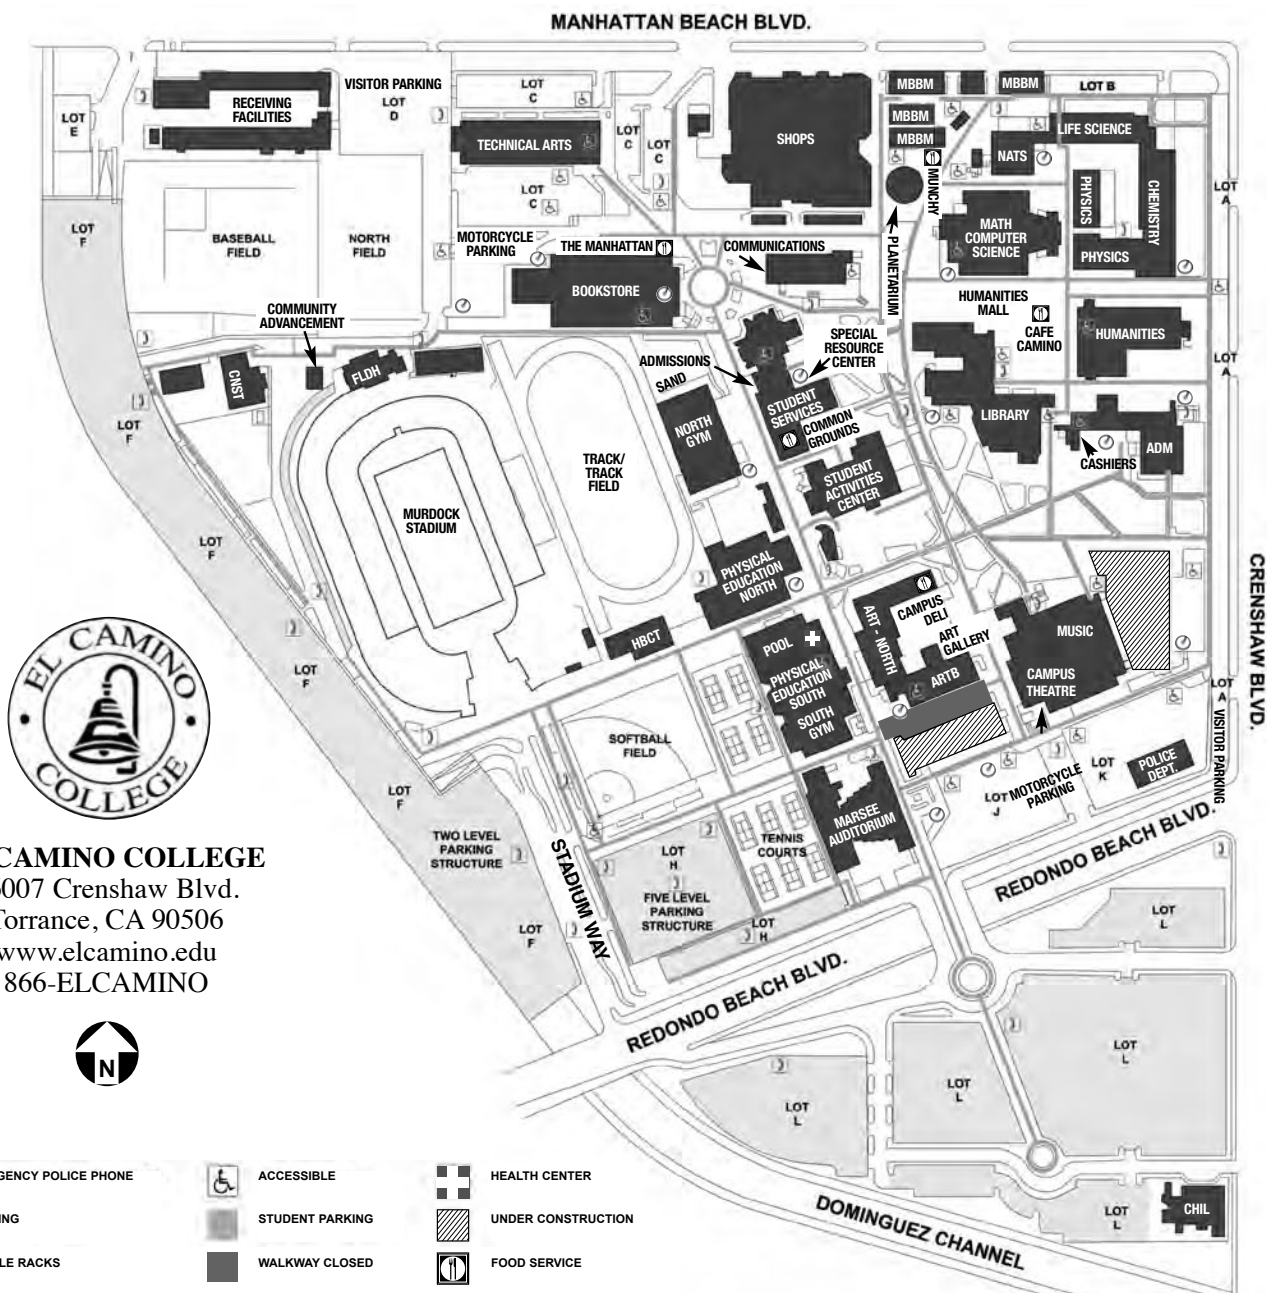 MANHATTAN BEACH BLVD.
LOT
E
RECEIVING
FACILITIES
VISITOR PARKING
LOT
D
LOT
C
TECHNICAL ARTS
LOT
C
LOT
C
LOT
C
SHOPS
MBBM
MBBM
LOT B
MBBM
MBBM
LIFE SCIENCE
NATS
MUNCHY
PHYSICS
CHEMISTRY
LOT
A
LOT
F
BASEBALL
FIELD
NORTH
FIELD
MOTORCYCLE
PARKING
THE MANHATTAN
COMMUNICATIONS
PLANETARIUM
MATH
COMPUTER
SCIENCE
PHYSICS
BOOKSTORE
COMMUNITY
ADVANCEMENT
HUMANITIES
MALL
CAFE
CAMINO
HUMANITIES
SPECIAL
RESOURCE
CENTER
ADMISSIONS
LOT
A
CNST
FLDH
SAND
STUDENT
SERVICES
COMMON
GROUNDS
LIBRARY
NORTH
GYM
LOT
F
CASHIERS
ADM
TRACK/
TRACK
FIELD
STUDENT
ACTIVITIES
CENTER
MURDOCK
STADIUM
LOT
F
PHYSICAL
EDUCATION
NORTH
CRENSHAW BLVD.
ART - NORTH
CAMPUS
DELI
ART
GALLERY
MUSIC
HBCT
POOL
PHYSICAL
EDUCATION
SOUTH
SOUTH
GYM
ARTB
CAMPUS
THEATRE
LOT
F
LOT
A
VISITOR PARKING
EL CAMINO
COLLEGE
SOFTBALL
FIELD
LOT
F
LOT
K
POLICE
DEPT.
MOTORCYCLE
PARKING
LOT
J
MARSEE
AUDITORIUM
TWO LEVEL
PARKING
STRUCTURE
TENNIS
COURTS
LOT
H
FIVE LEVEL
PARKING
STRUCTURE
STADIUM WAY
REDONDO BEACH BLVD.
CAMINO COLLEGE
007 Crenshaw Blvd.
Torrance, CA 90506
www.elcamino.edu
866-ELCAMINO
LOT
F
LOT
H
LOT
L
REDONDO BEACH BLVD.
N
LOT
L
LOT
L
LOT
L
DOMINGUEZ CHANNEL
LOT
L
CHIL
GENCY POLICE PHONE
ACCESSIBLE
HEALTH CENTER
STUDENT PARKING
UNDER CONSTRUCTION
LE RACKS
WALKWAY CLOSED
FOOD SERVICE